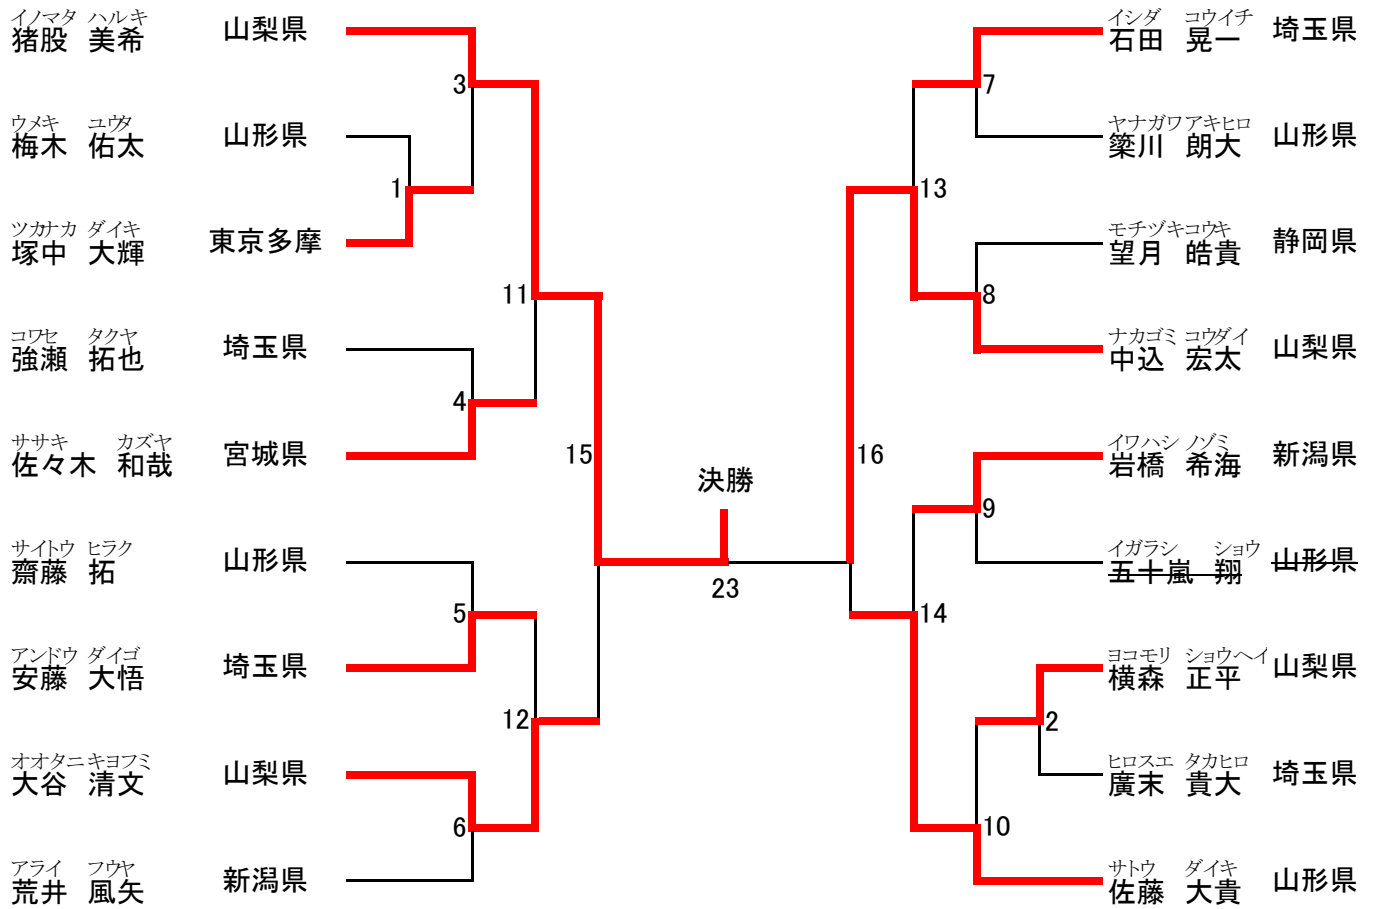 イノマタ ハルキ
猪股 美希 山梨県
3
ウメキ ユウタ
梅木 佑太 山形県
1
ツカナカ ダイキ
塚中 大輝 東京多摩
11
コワセ タクヤ
強瀬 拓也 埼玉県
4
ササキ カズヤ
佐々木 和哉 宮城県
15
サイトウ ヒラク
齋藤 拓 山形県
5
アンドウ ダイゴ
安藤 大悟 埼玉県
12
オオタニ キヨフミ
大谷 清文 山梨県
6
アライ フウヤ
荒井 風矢 新潟県
決勝
23
イシダ コウイチ
石田 晃一 埼玉県
7
ヤナガワ アキヒロ
簗川 朗大 山形県
13
モチヅキ コウキ
望月 皓貴 静岡県
8
ナカゴミ コウダイ
中込 宏太 山梨県
16
イワハシ ノゾミ
岩橋 希海 新潟県
9
イガラシ ショウ
五十嵐 翔 山形県
14
ヨコモリ ショウヘイ
横森 正平 山梨県
2
ヒロスエ タカヒロ
廣末 貴大 埼玉県
10
サトウ ダイキ
佐藤 大貴 山形県